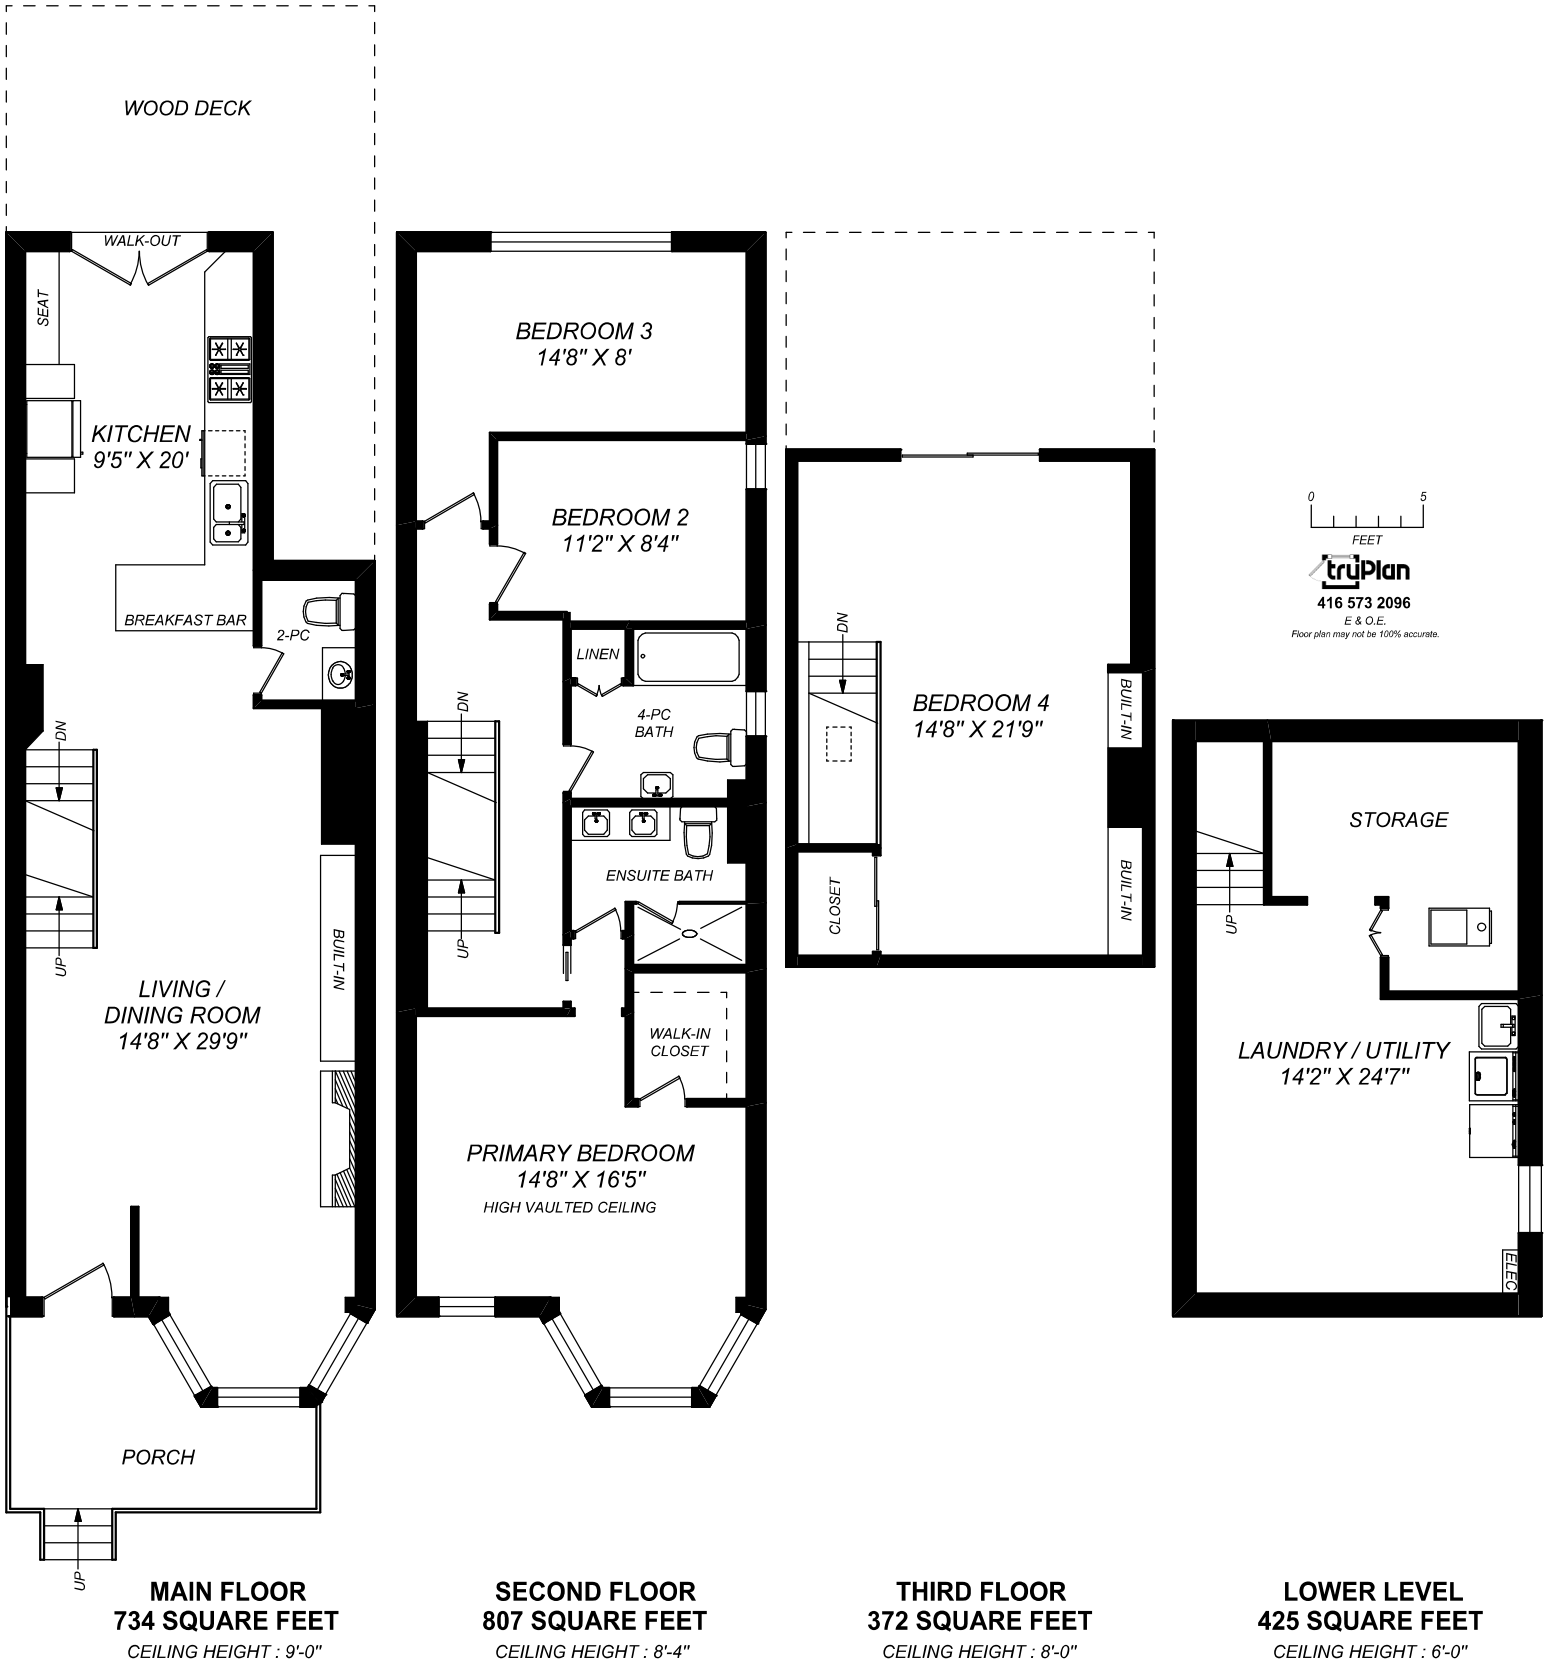 WOOD DECK
WALK-OUT
SEAT
KITCHEN
9'5" X 20'
BREAKFAST BAR
2-PC
DN
UP
BUILT-IN
LIVING /
DINING ROOM
14'8" X 29'9"
PORCH
UP
MAIN FLOOR
734 SQUARE FEET
CEILING HEIGHT : 9'-0"
BEDROOM 3
14'8" X 8'
BEDROOM 2
11'2" X 8'4"
LINEN
4-PC
BATH
DN
UP
ENSUITE BATH
WALK-IN
CLOSET
PRIMARY BEDROOM
14'8" X 16'5"
HIGH VAULTED CEILING
SECOND FLOOR
807 SQUARE FEET
CEILING HEIGHT : 8'-4"
DN
BEDROOM 4
14'8" X 21'9"
BUILT-IN
BUILT-IN
CLOSET
THIRD FLOOR
372 SQUARE FEET
CEILING HEIGHT : 8'-0"
0 5
FEET
truPlan
416 573 2096
E & O.E.
Floor plan may not be 100% accurate.
STORAGE
UP
LAUNDRY / UTILITY
14'2" X 24'7"
ELEC
LOWER LEVEL
425 SQUARE FEET
CEILING HEIGHT : 6'-0"